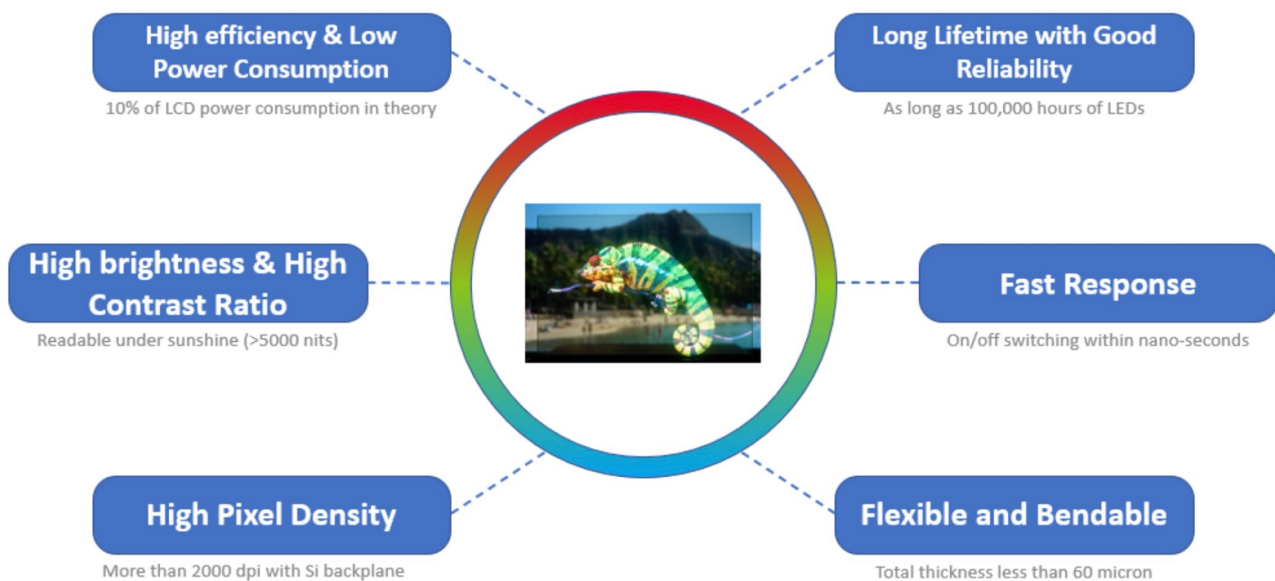 High efficiency & Low
Power Consumption
10% of LCD power consumption in theory
Long Lifetime with Good
Reliability
As long as 100,000 hours of LEDs
High brightness & High
Contrast Ratio
Readable under sunshine (>5000 nits)
Fast Response
On/off switching within nano-seconds
High Pixel Density
More than 2000 dpi with Si backplane
Flexible and Bendable
Total thickness less than 60 micron